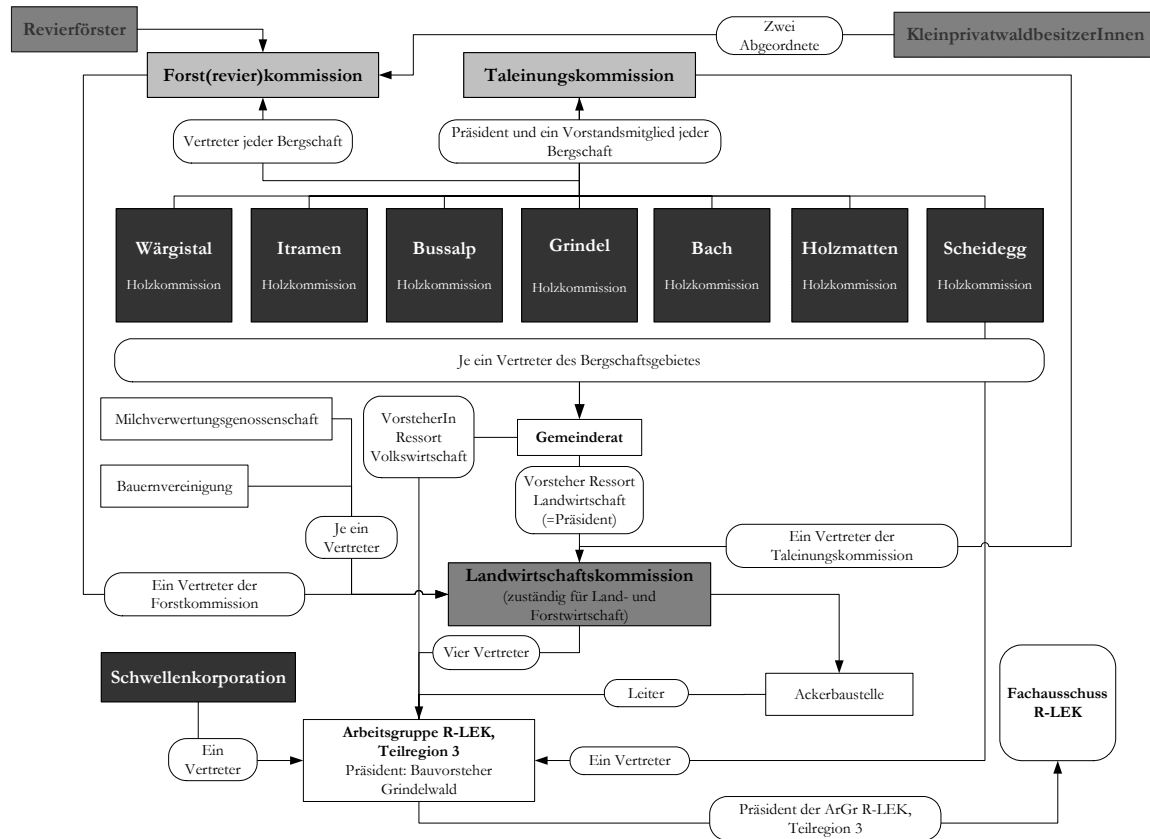 Revierförster
Zwei
Abgeordnete
KleinprivatwaldbesitzerInnen
Forst(revier)kommission
Taleinungskommission
Vertreter jeder Bergschaft
Präsident und ein Vorstandsmitglied jeder
Bergschaft
Wärgistal
Holzkommission
Itramen
Holzkommission
Bussalp
Holzkommission
Grindel
Holzkommission
Bach
Holzkommission
Holzmatten
Holzkommission
Scheidegg
Holzkommission
Je ein Vertreter des Bergschaftsgebietes
Milchverwertungsgenossenschaft
VorsteherIn
Ressort
Volkswirtschaft
Gemeinderat
Bauernvereinigung
Vorsteher Ressort
Landwirtschaft
(=Präsident)
Je ein
Vertreter
Ein Vertreter der
Taleinungskommission
Ein Vertreter der
Forstkommission
Landwirtschaftskommission
(zuständig für Land- und
Forstwirtschaft)
Vier Vertreter
Schwellenkorporation
Leiter
Ackerbaustelle
Fachausschuss
R-LEK
Ein
Vertreter
Arbeitsgruppe R-LEK,
Teilregion 3
Präsident: Bauvorsteher
Grindelwald
Ein Vertreter
Präsident der ArGr R-LEK,
Teilregion 3